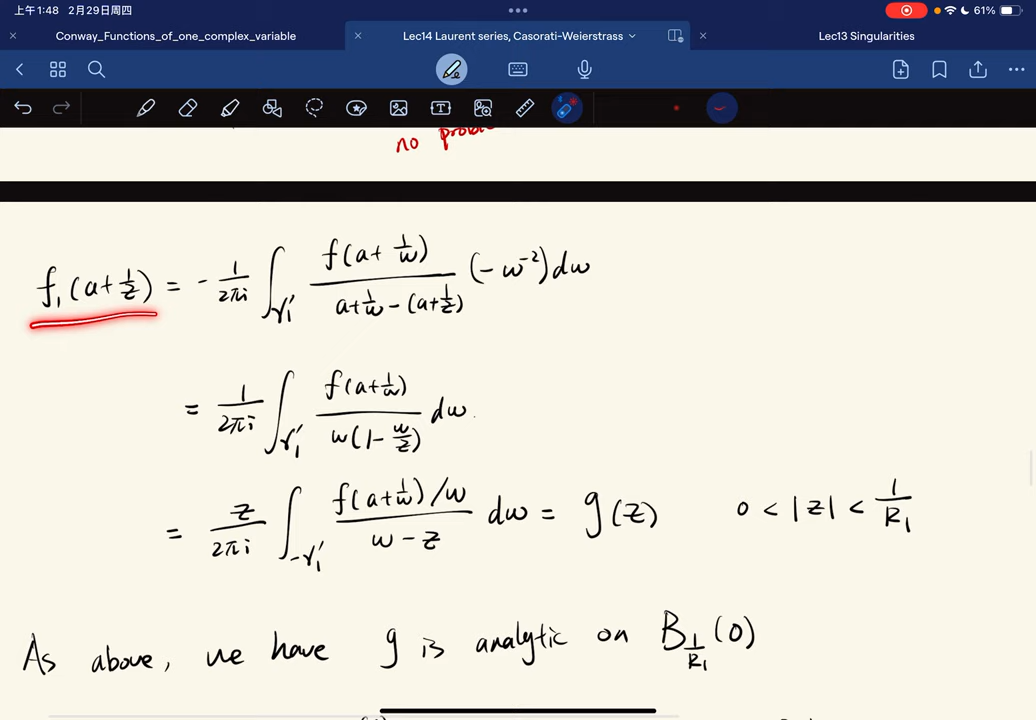 上午1:48 2月29日周四
61%
Conway_Functions_of_one_complex_variable
Lec14 Laurent series, Casorati-Weierstrass
Lec13 Singularities
no
f₁(a+1/z) = -1/(2πi) ∫_{γ₁'} f(a+1/w)/(a+1/w-(a+1/z)) (-w⁻²)dw
= 1/(2πi) ∫_{γ₁'} f(a+1/w)/(w(1-w/z)) dw.
= z/(2πi) ∫_{-γ₁'} (f(a+1/w)/w)/(w-z) dw = g(z) 0<|z|<1/R₁
As above, we have g is analytic on B_{1/R₁}(0)